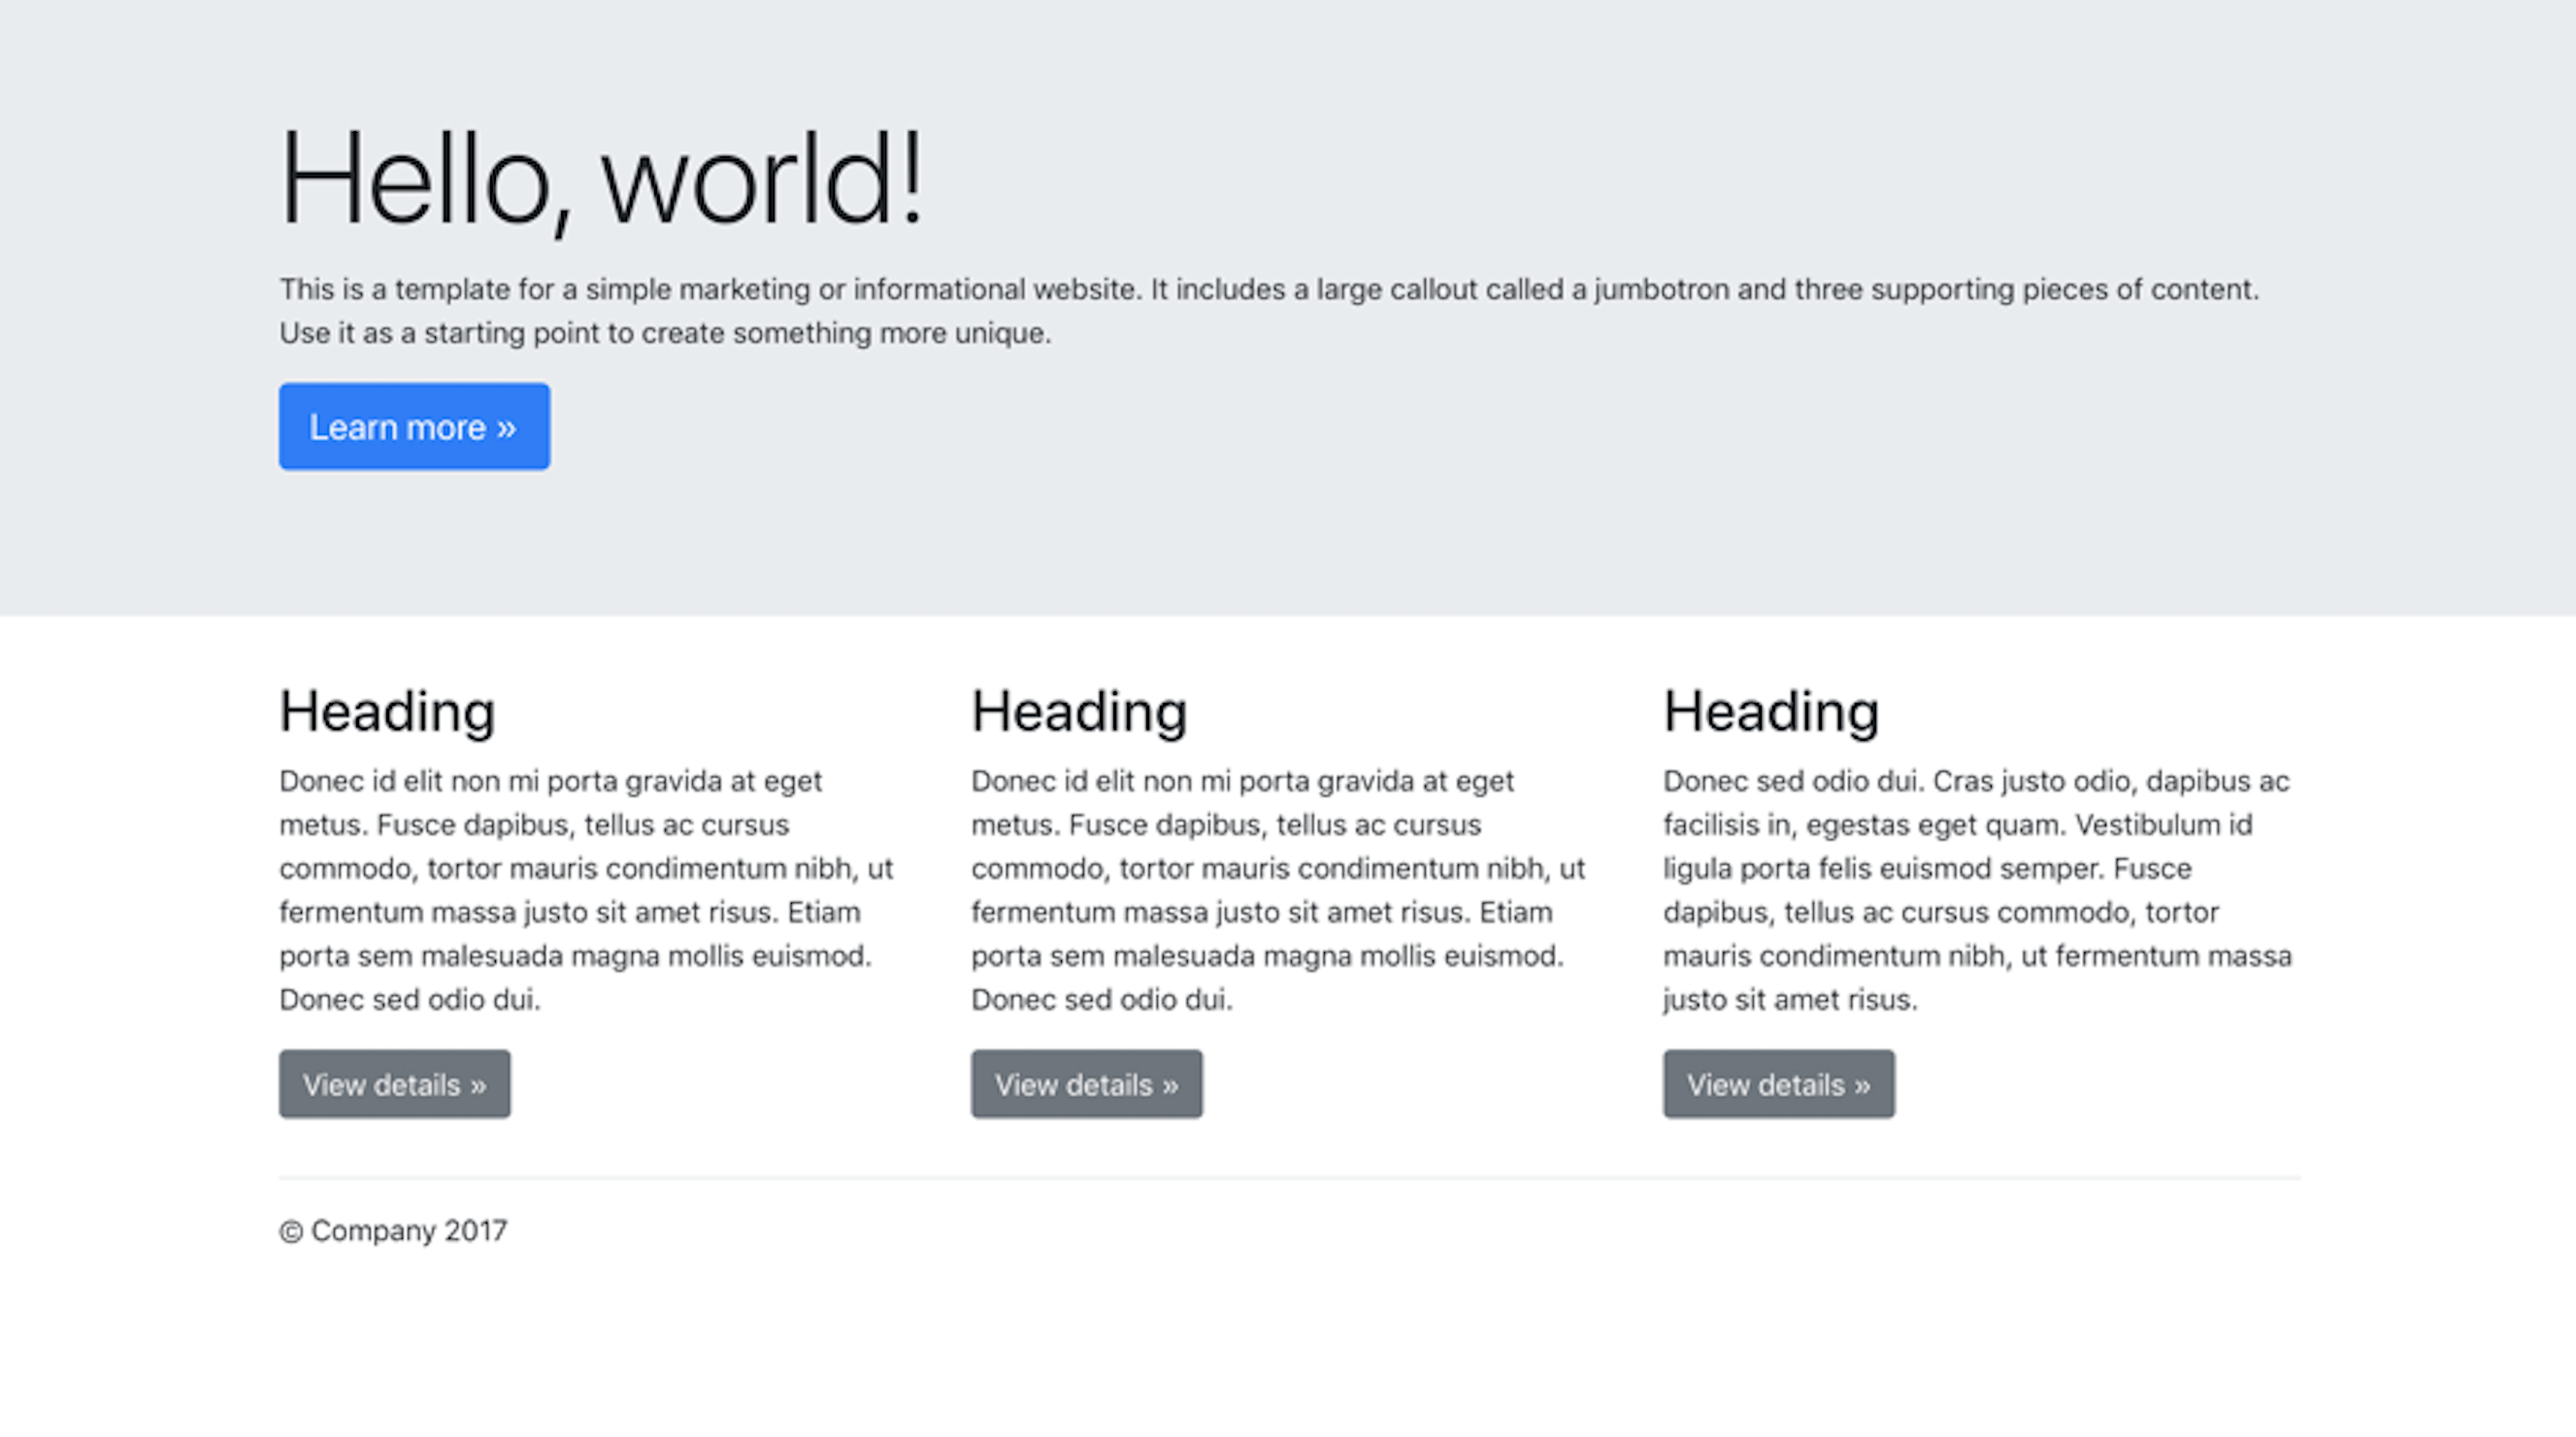 Hello, world!
This is a template for a simple marketing or informational website. It includes a large callout called a jumbotron and three supporting pieces of content.
Use it as a starting point to create something more unique.
Learn more »
Heading
Donec id elit non mi porta gravida at eget
metus. Fusce dapibus, tellus ac cursus
commodo, tortor mauris condimentum nibh, ut
fermentum massa justo sit amet risus. Etiam
porta sem malesuada magna mollis euismod.
Donec sed odio dui.
View details »
Heading
Donec id elit non mi porta gravida at eget
metus. Fusce dapibus, tellus ac cursus
commodo, tortor mauris condimentum nibh, ut
fermentum massa justo sit amet risus. Etiam
porta sem malesuada magna mollis euismod.
Donec sed odio dui.
View details »
Heading
Donec sed odio dui. Cras justo odio, dapibus ac
facilisis in, egestas eget quam. Vestibulum id
ligula porta felis euismod semper. Fusce
dapibus, tellus ac cursus commodo, tortor
mauris condimentum nibh, ut fermentum massa
justo sit amet risus.
View details »
© Company 2017